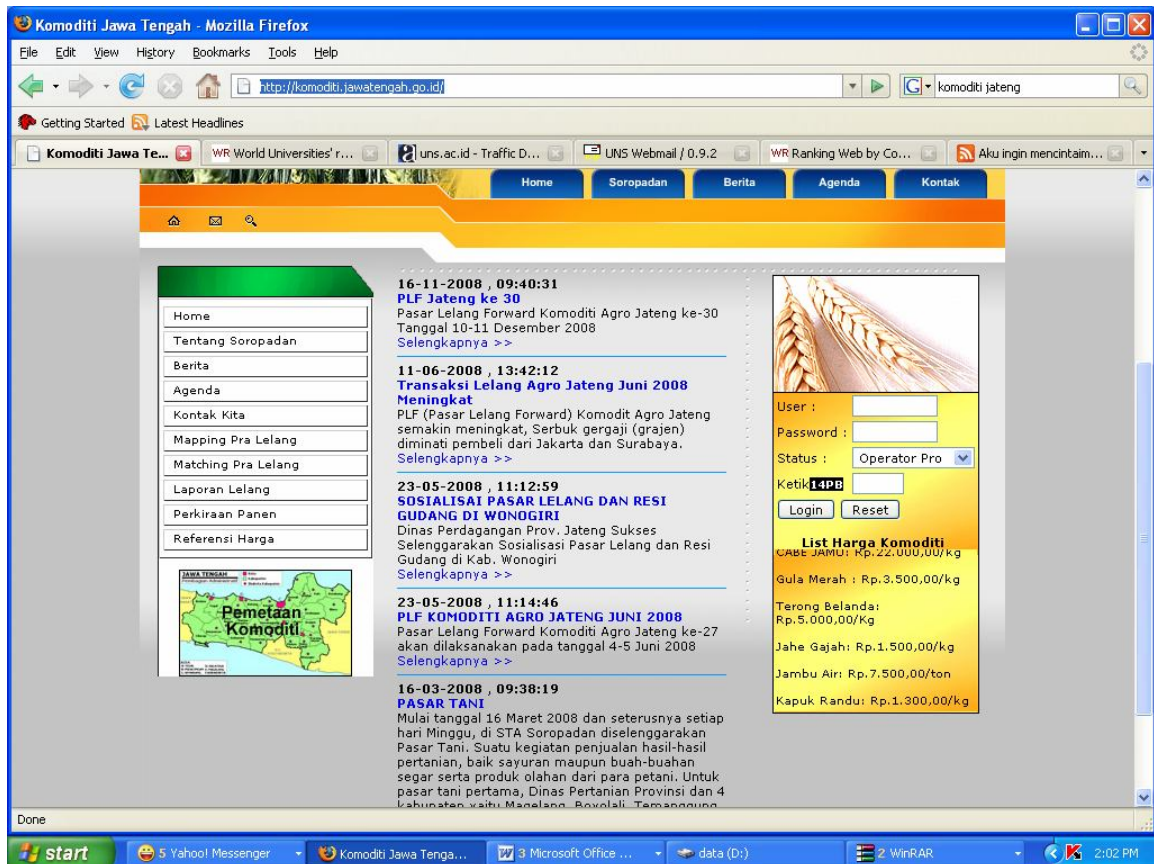 Komoditi Jawa Tengah - Mozilla Firefox
File Edit View History Bookmarks Tools Help
http://komoditi.jawatengah.go.id/
G
komoditi jateng
Getting Started
Latest Headlines
Komoditi Jawa Te...
WR World Universities' r...
uns.ac.id - Traffic D...
UNS Webmail / 0.9.2
WR Ranking Web by Co...
Aku ingin mencintaim...
Home Soropadan Berita Agenda Kontak
Home
Tentang Soropadan
Berita
Agenda
Kontak Kita
Mapping Pra Lelang
Matching Pra Lelang
Laporan Lelang
Perkiraan Panen
Referensi Harga
JAWA TENGAH
Pemetaan
Komoditi
16-11-2008 , 09:40:31
PLF Jateng ke 30
Pasar Lelang Forward Komoditi Agro Jateng ke-30
Tanggal 10-11 Desember 2008
Selengkapnya >>
11-06-2008 , 13:42:12
Transaksi Lelang Agro Jateng Juni 2008
Meningkat
PLF (Pasar Lelang Forward) Komodit Agro Jateng
semakin meningkat, Serbuk gergaji (grajen)
diminati pembeli dari Jakarta dan Surabaya.
Selengkapnya >>
23-05-2008 , 11:12:59
SOSIALISAI PASAR LELANG DAN RESI
GUDANG DI WONOGIRI
Dinas Perdagangan Prov. Jateng Sukses
Selenggarakan Sosialisasi Pasar Lelang dan Resi
Gudang di Kab. Wonogiri
Selengkapnya >>
23-05-2008 , 11:14:46
PLF KOMODITI AGRO JATENG JUNI 2008
Pasar Lelang Forward Komoditi Agro Jateng ke-27
akan dilaksanakan pada tanggal 4-5 Juni 2008
Selengkapnya >>
16-03-2008 , 09:38:19
PASAR TANI
Mulai tanggal 16 Maret 2008 dan seterusnya setiap
hari Minggu, di STA Soropadan diselenggarakan
Pasar Tani. Suatu kegiatan penjualan hasil-hasil
pertanian, baik sayuran maupun buah-buahan
segar serta produk olahan dari para petani. Untuk
pasar tani pertama, Dinas Pertanian Provinsi dan 4
kabupaten yaitu Magelang, Boyolali, Temanggung
User :
Password :
Status : Operator Pro
Ketik 14PB
Login Reset
List Harga Komoditi
CABE JAMU: Rp.22.000,00/kg
Gula Merah : Rp.3.500,00/kg
Terong Belanda:
Rp.5.000,00/Kg
Jahe Gajah: Rp.1.500,00/kg
Jambu Air: Rp.7.500,00/ton
Kapuk Randu: Rp.1.300,00/kg
Done
start
5 Yahoo! Messenger
Komoditi Jawa Tenga...
3 Microsoft Office ...
data (D:)
2 WinRAR
2:02 PM